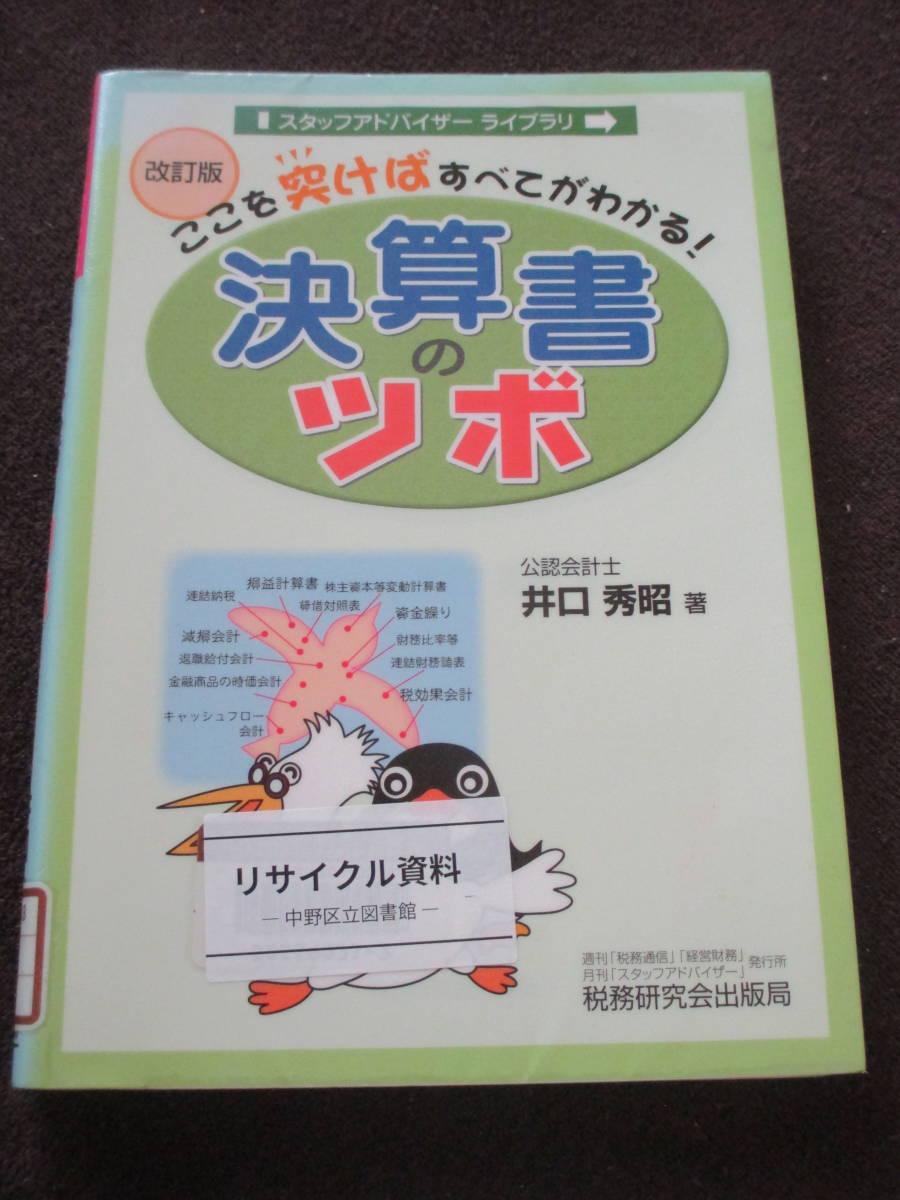 スタッフアドバイザー ライブラリ
改訂版
ここを突けばすべてがわかる!
決算書
の
ツボ
公認会計士
井口 秀昭 著
損益計算書
株主資本等変動計算書
連結納税
貸借対照表
資金繰り
減損会計
財務比率等
退職給付会計
連結財務諸表
金融商品の時価会計
税効果会計
キャッシュフロー
会計
リサイクル資料
― 中野区立図書館 ―
週刊「税務通信」「経営財務」
月刊「スタッフアドバイザー」
発行所
税務研究会出版局